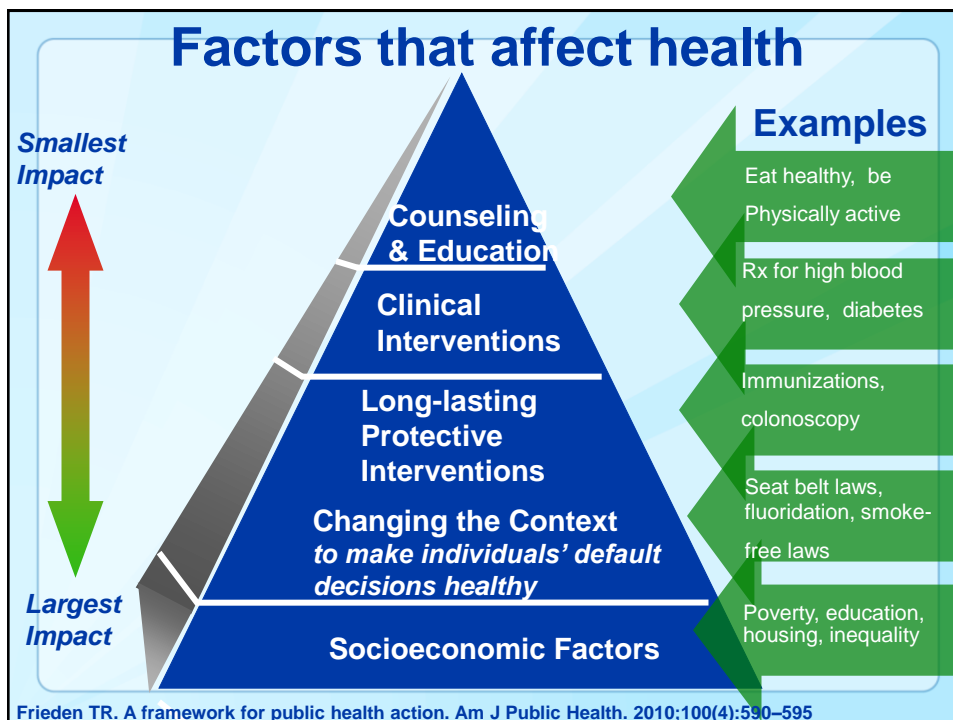 Factors that affect health
Smallest
Impact
Largest
Impact
Counseling
& Education
Clinical
Interventions
Long-lasting
Protective
Interventions
Changing the Context
to make individuals’ default
decisions healthy
Socioeconomic Factors
Examples
Eat healthy, be
Physically active
Rx for high blood
pressure, diabetes
Immunizations,
colonoscopy
Seat belt laws,
fluoridation, smoke-
free laws
Poverty, education,
housing, inequality
Frieden TR. A framework for public health action. Am J Public Health. 2010;100(4):590–595